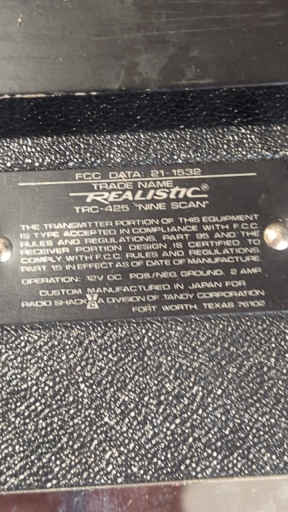 FCC DATA: 21-1532
TRADE NAME
REALISTIC®
TRC-425 "NINE SCAN"
THE TRANSMITTER PORTION OF THIS EQUIPMENT
IS TYPE ACCEPTED IN COMPLIANCE WITH F.C.C.
RULES AND REGULATIONS, PART 95 AND THE
RECEIVER PORTION DESIGN IS CERTIFIED TO
COMPLY WITH F.C.C. RULES AND REGULATIONS,
PART 15 IN EFFECT AS OF DATE OF MANUFACTURE.
OPERATION: 12V DC POS/NEG GROUND. 2 AMP.
CUSTOM MANUFACTURED IN JAPAN FOR
RADIO SHACK A DIVISION OF TANDY CORPORATION
FORT WORTH, TEXAS 76102